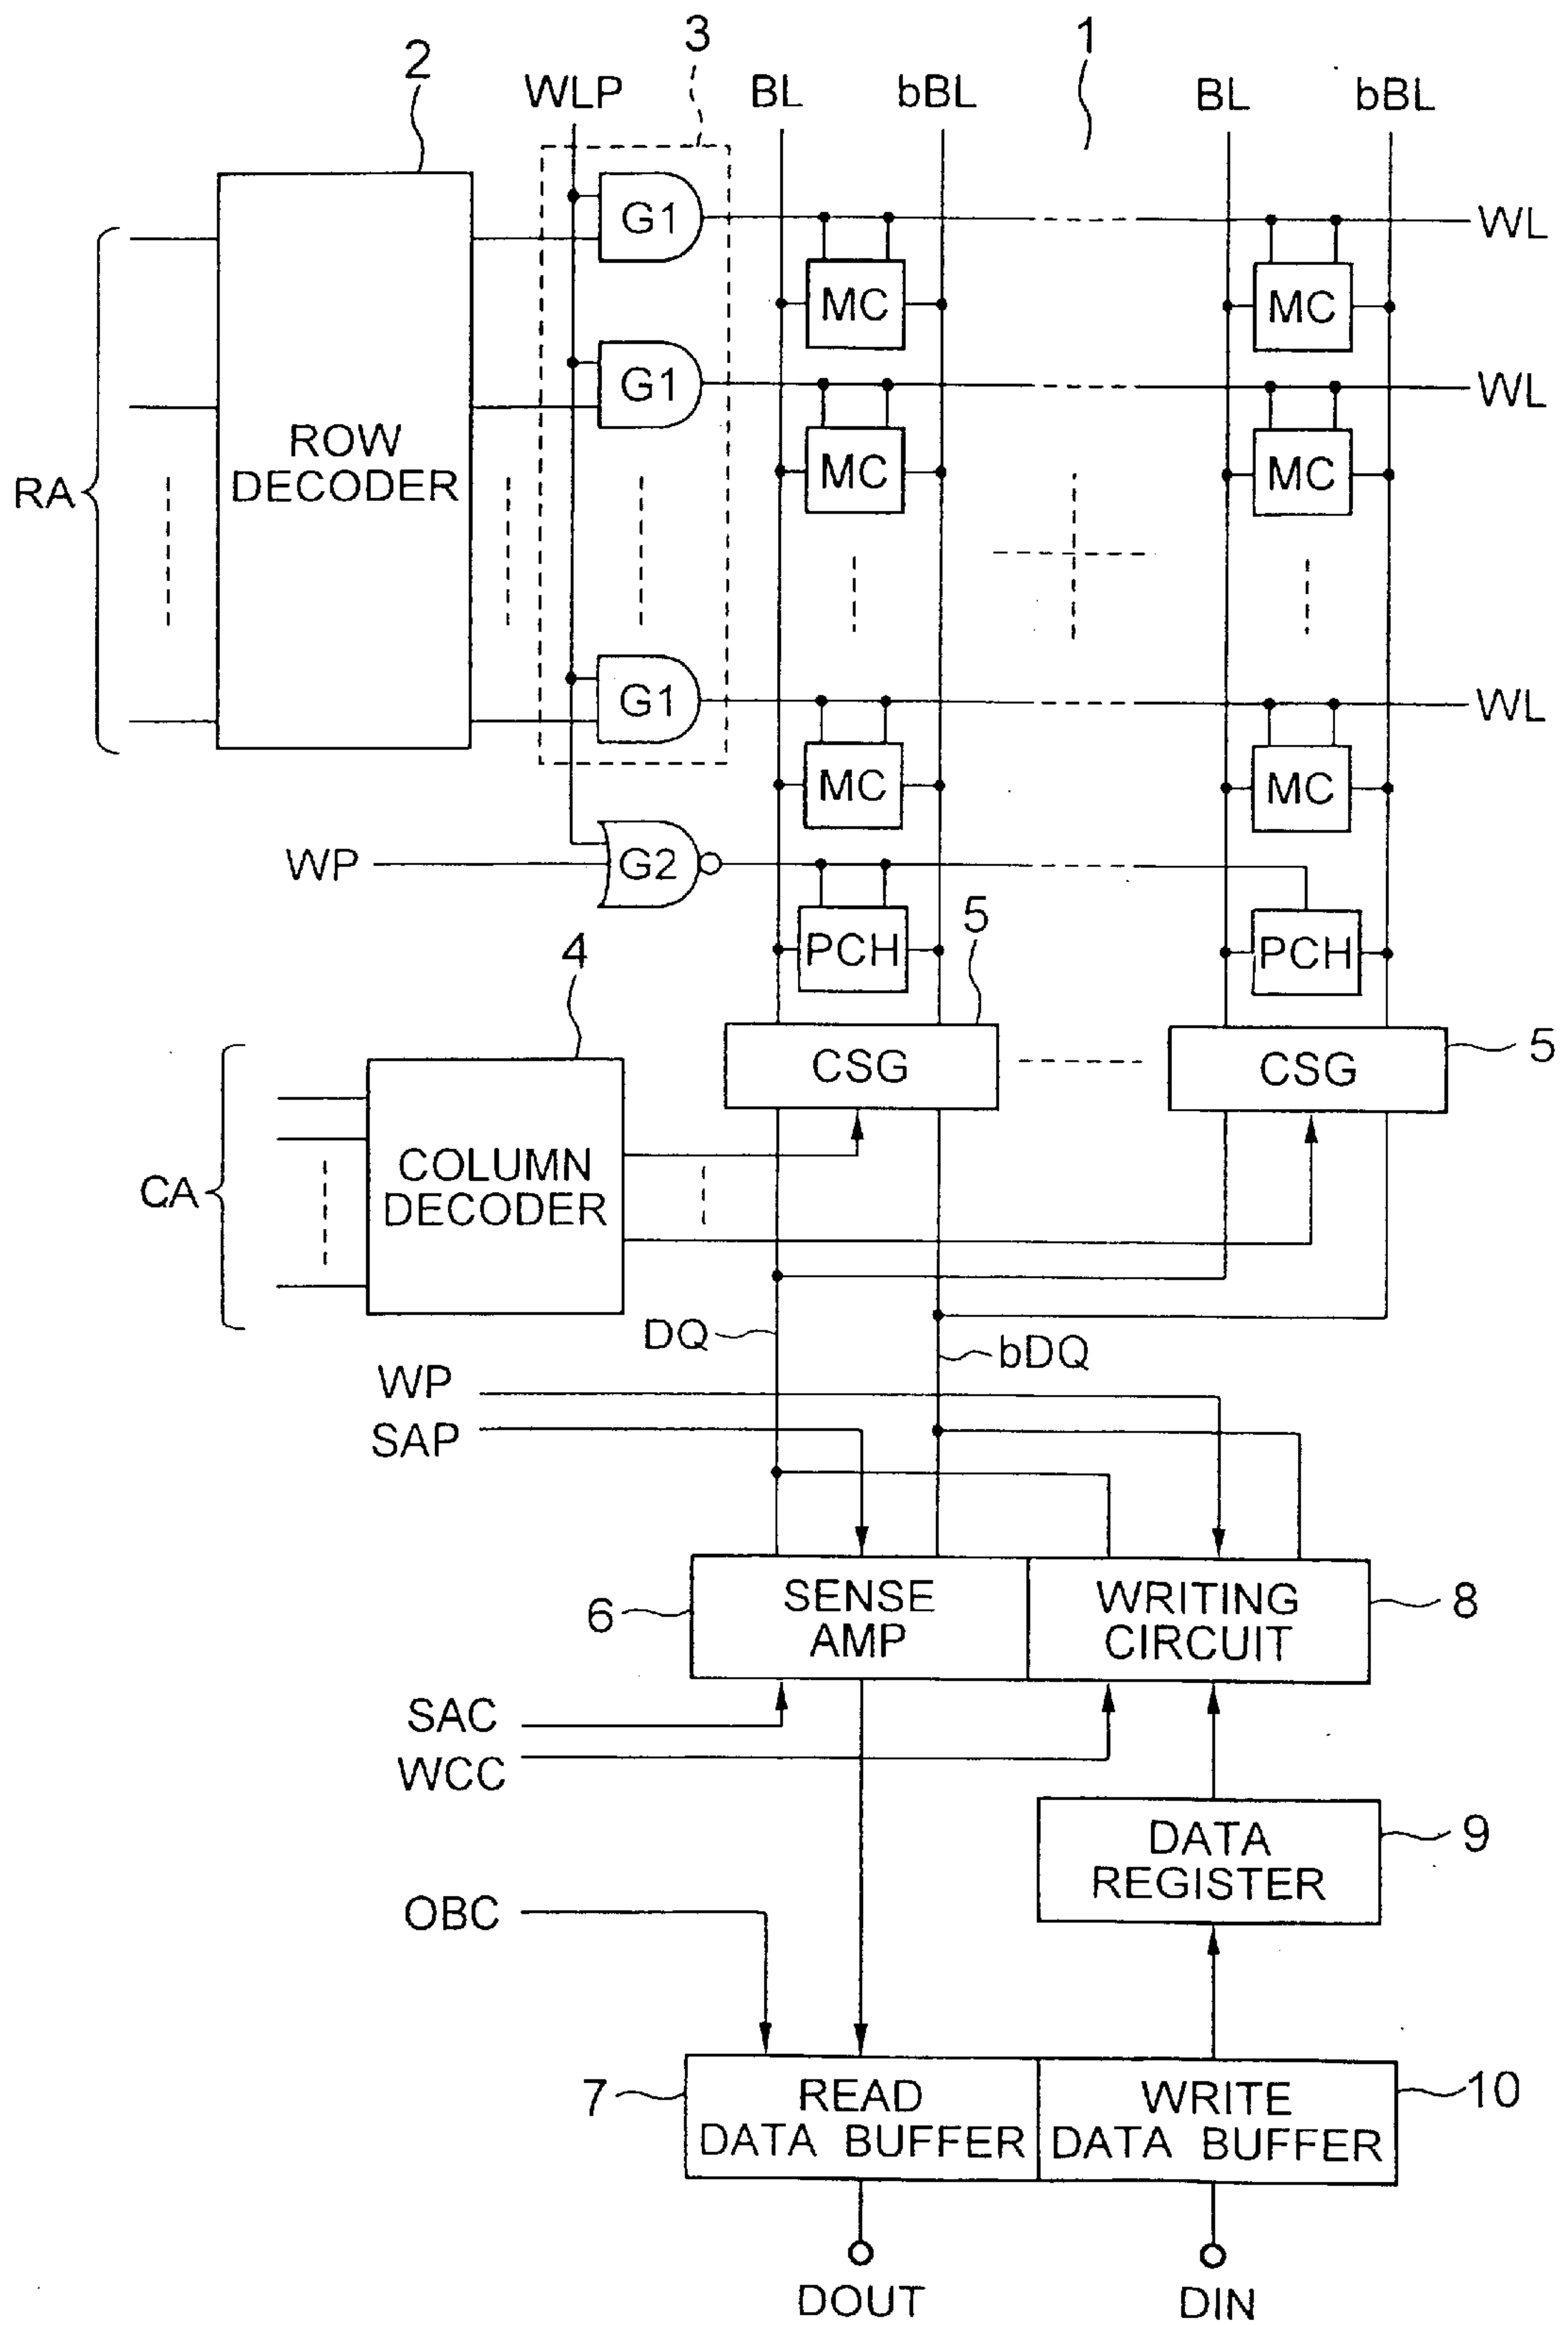 3
1
2
WLP
BL
bBL
BL
bBL
G1
WL
MC
MC
G1
WL
ROW
DECODER
MC
MC
RA
G1
WL
MC
MC
WP
G2
PCH
PCH
5
4
CSG
CSG
5
COLUMN
DECODER
CA
DQ
bDQ
WP
SAP
6
SENSE
AMP
WRITING
CIRCUIT
8
SAC
WCC
DATA
REGISTER
9
OBC
7
READ
DATA BUFFER
WRITE
DATA BUFFER
10
DOUT
DIN